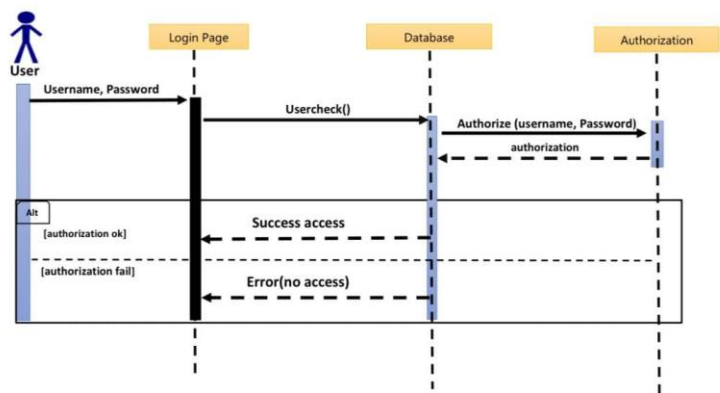 Login Page
Database
Authorization
User
Username, Password
Usercheck()
Authorize (username, Password)
authorization
Alt
Success access
[authorization ok]
[authorization fail]
Error(no access)